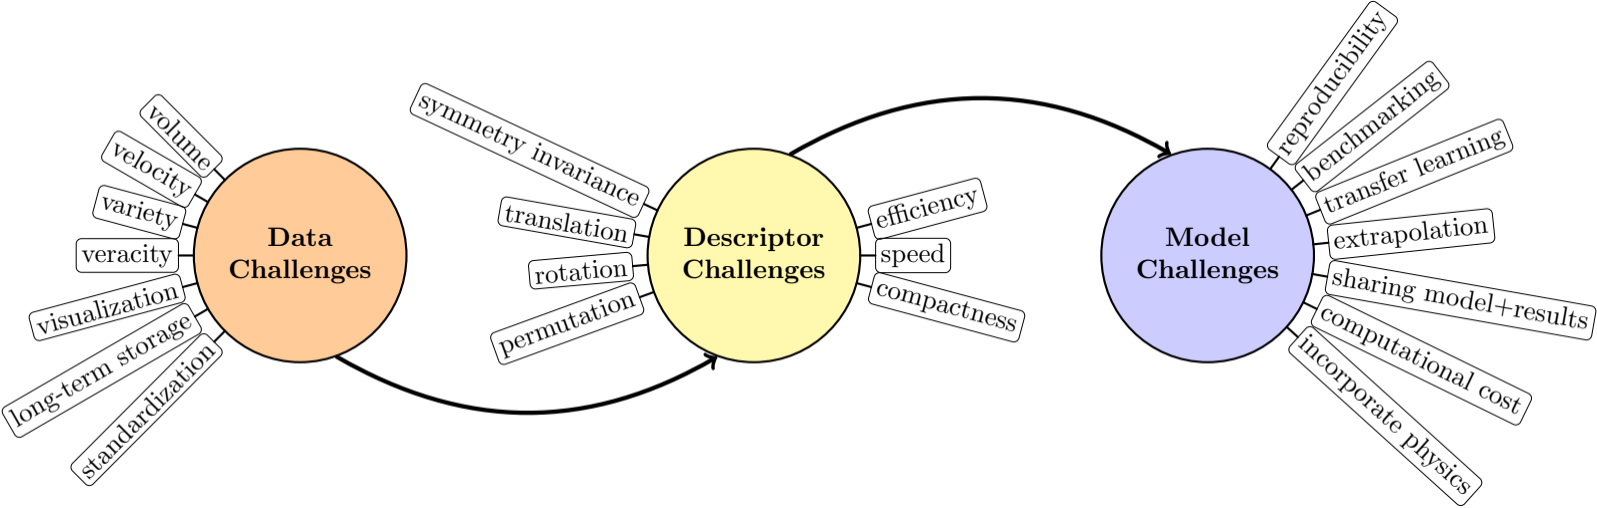 volume
velocity
variety
veracity
visualization
long-term storage
standardization
Data
Challenges
symmetry invariance
translation
rotation
permutation
Descriptor
Challenges
efficiency
speed
compactness
Model
Challenges
reproducibility
benchmarking
transfer learning
extrapolation
sharing model+results
computational cost
incorporate physics